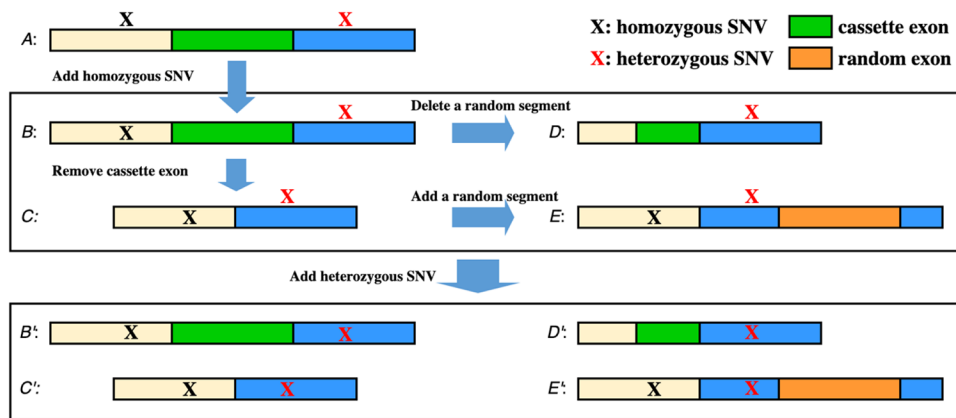 X X
X: homozygous SNV cassette exon
A:
X: heterozygous SNV random exon
Add homozygous SNV
X Delete a random segment X
B: X D:
Remove cassette exon
X Add a random segment X
C: X E: X
Add heterozygous SNV
B': X X D': X
C': X X E': X X